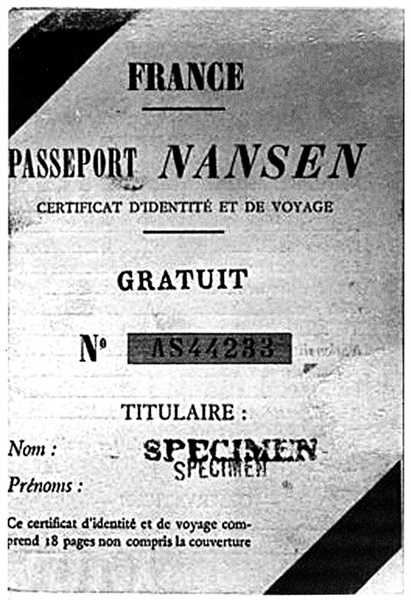 FRANCE
PASSEPORT NANSEN
CERTIFICAT D'IDENTITÉ ET DE VOYAGE
GRATUIT
Nº AS44233
TITULAIRE :
Nom : SPECIMEN
SPECIMEN
Prénoms :
Ce certificat d'identité et de voyage com-
prend 18 pages non compris la couverture